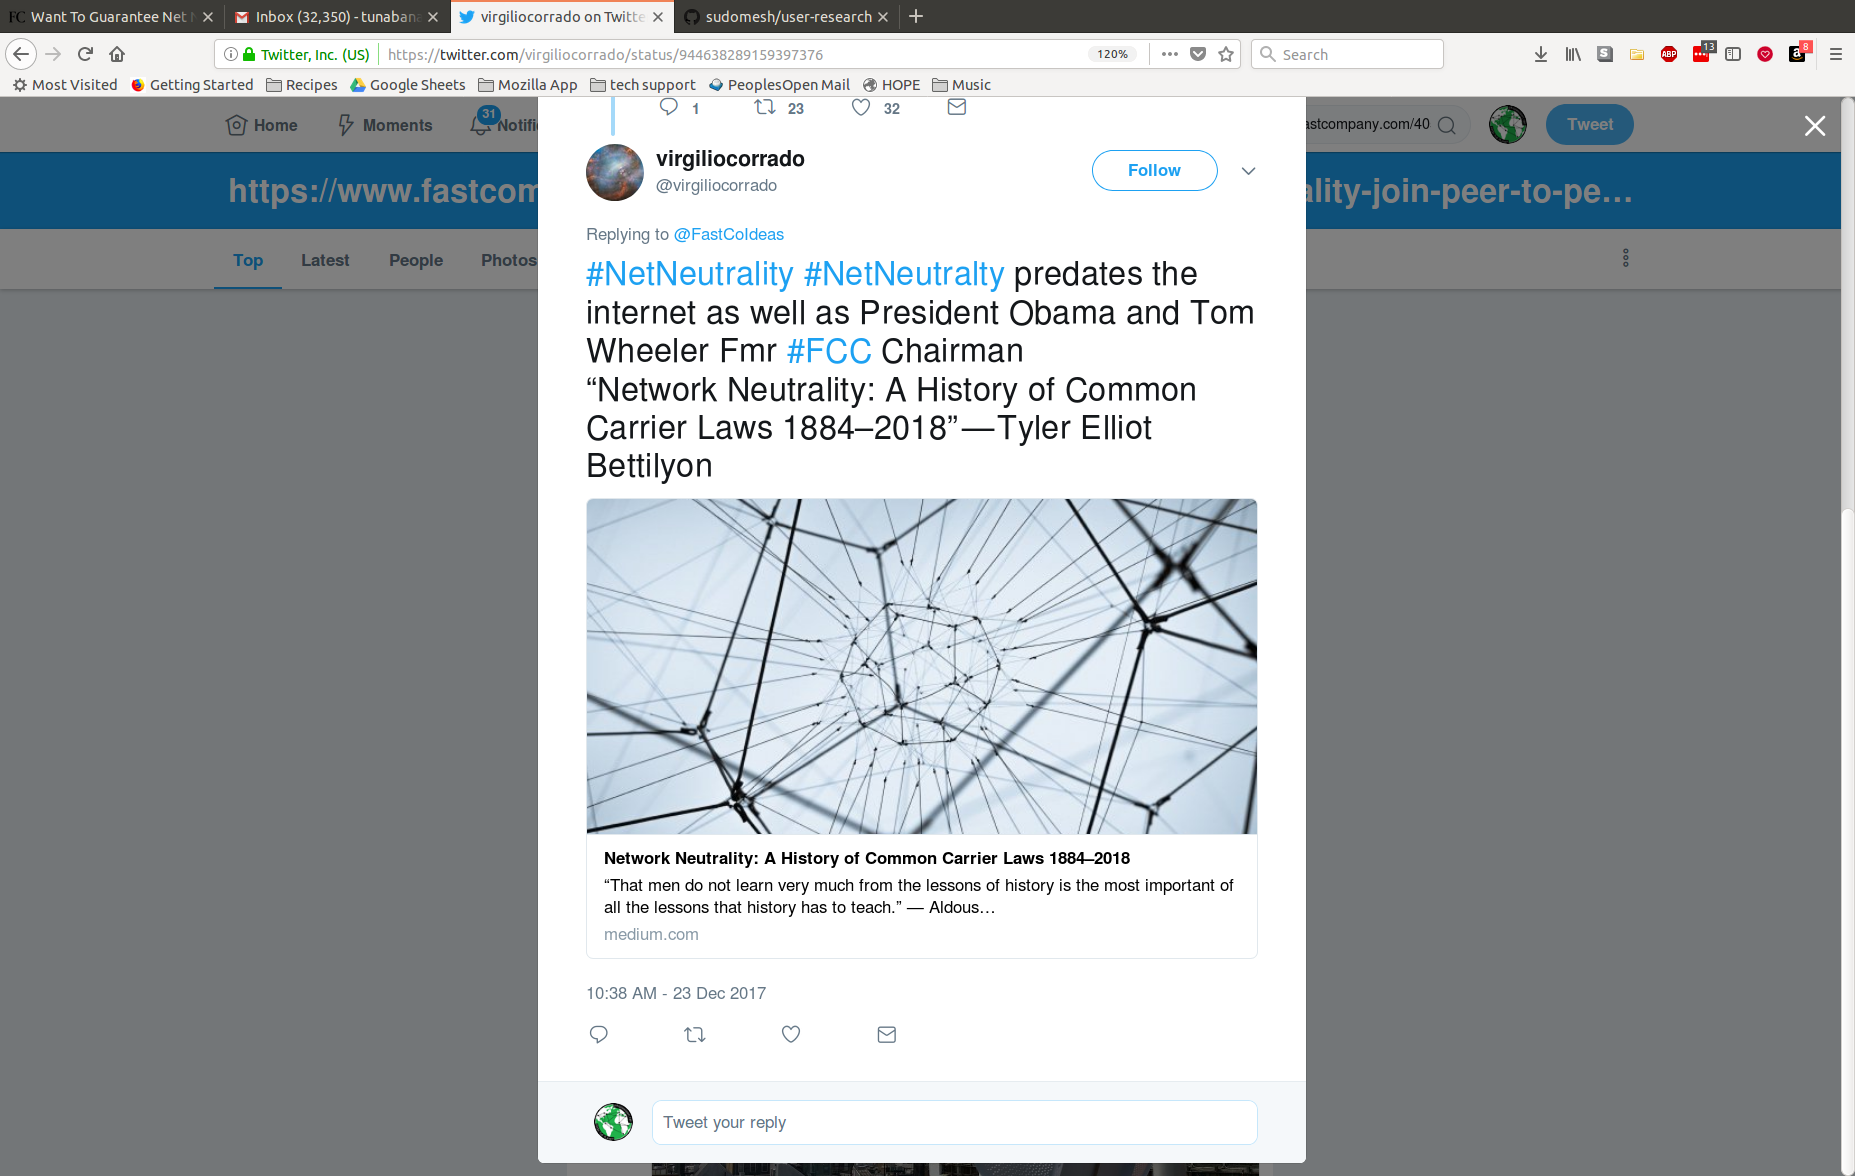 FC Want To Guarantee Net
Inbox (32,350) - tunaban
virgiliocorrado on Twitte
sudomesh/user-research
Twitter, Inc. (US)
https://twitter.com/virgiliocorrado/status/944638289159397376
120%
Search
S
ABP
13
a
8
Most Visited
Getting Started
Recipes
Google Sheets
Mozilla App
tech support
PeoplesOpen Mail
HOPE
Music
Home
Moments
31
Notifi
1
23
32
astcompany.com/40
Tweet
https://www.fastcom
ality-join-peer-to-pe…
Top
Latest
People
Photos
virgiliocorrado
@virgiliocorrado
Follow
Replying to @FastCoIdeas
#NetNeutrality #NetNeutralty predates the
internet as well as President Obama and Tom
Wheeler Fmr #FCC Chairman
“Network Neutrality: A History of Common
Carrier Laws 1884–2018” — Tyler Elliot
Bettilyon
Network Neutrality: A History of Common Carrier Laws 1884–2018
“That men do not learn very much from the lessons of history is the most important of
all the lessons that history has to teach.” — Aldous…
medium.com
10:38 AM - 23 Dec 2017
Tweet your reply